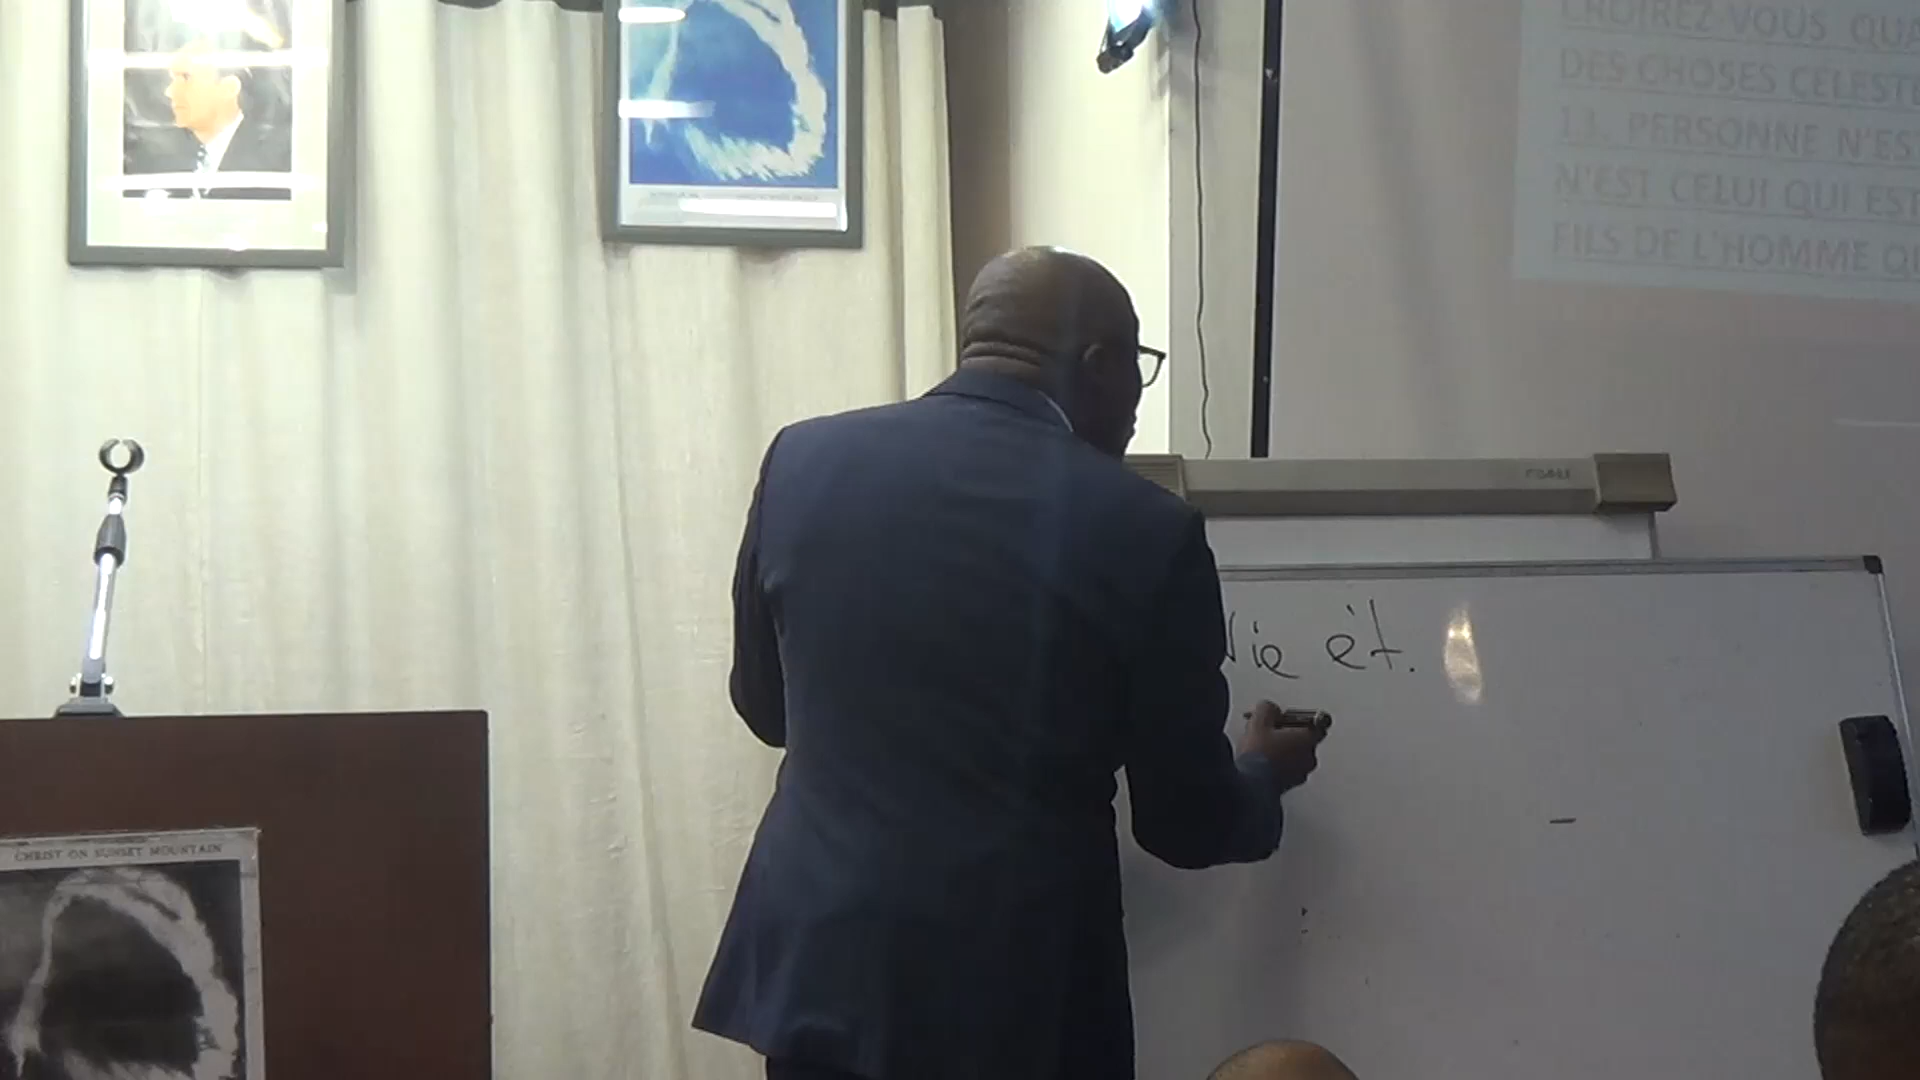 CROIREZ VOUS QUA
DES CHOSES CELESTE
13. PERSONNE N'ES
N'EST CELUI QUI EST
FILS DE L'HOMME QU
Vie ét.
CHRIST ON SUNSET MOUNTAIN